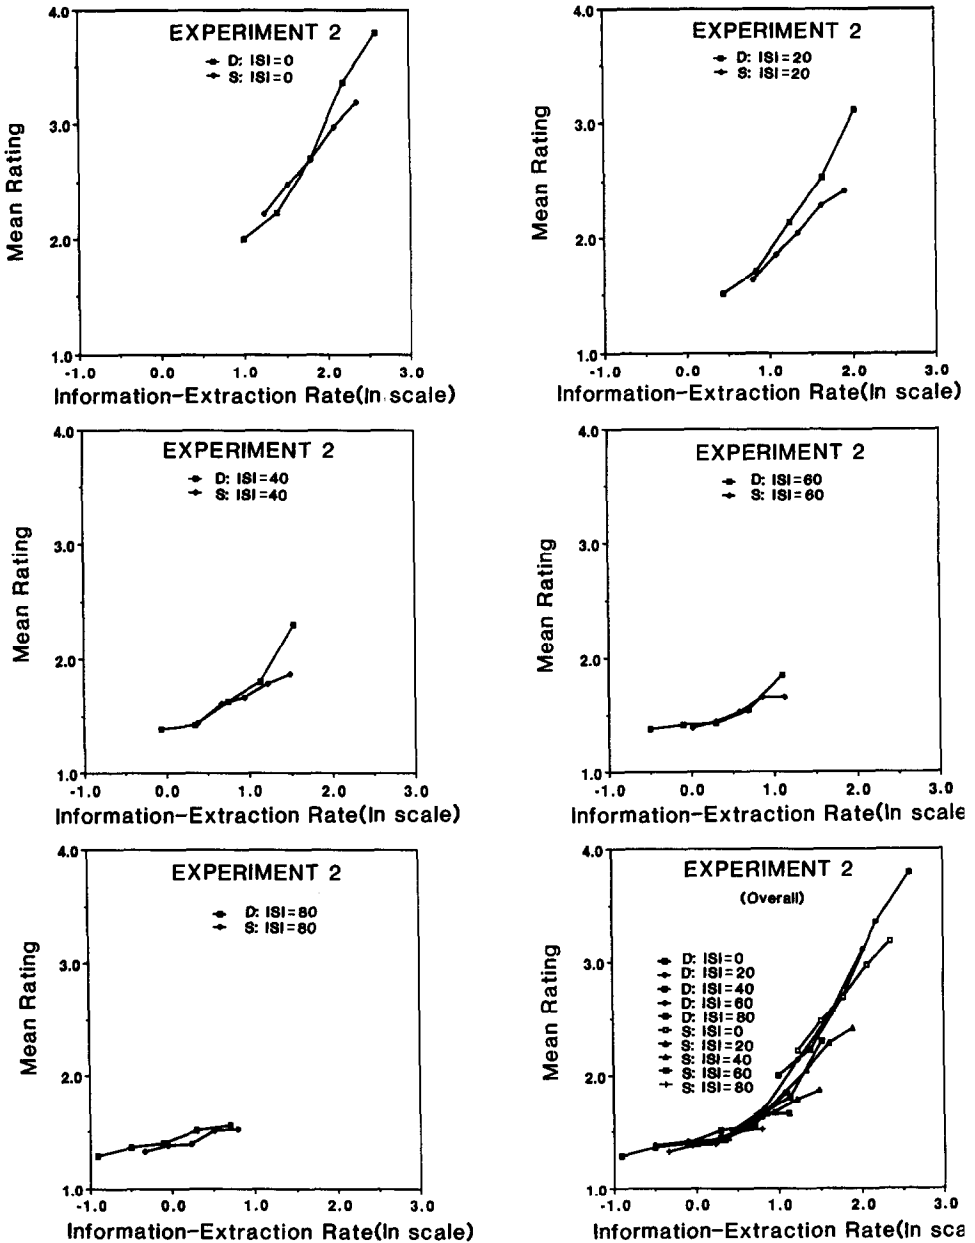 4.0
3.0
2.0
1.0
Mean Rating
EXPERIMENT 2
D: ISI=0
S: ISI=0
-1.0 0.0 1.0 2.0 3.0
Information-Extraction Rate(ln scale)
4.0
3.0
2.0
1.0
Mean Rating
EXPERIMENT 2
D: ISI=20
S: ISI=20
-1.0 0.0 1.0 2.0 3.0
Information-Extraction Rate(ln scale)
4.0
3.0
2.0
1.0
Mean Rating
EXPERIMENT 2
D: ISI=40
S: ISI=40
-1.0 0.0 1.0 2.0 3.0
Information-Extraction Rate(ln scale)
4.0
3.0
2.0
1.0
Mean Rating
EXPERIMENT 2
D: ISI=60
S: ISI=60
-1.0 0.0 1.0 2.0 3.0
Information-Extraction Rate(ln scale
4.0
3.0
2.0
1.0
Mean Rating
EXPERIMENT 2
D: ISI=80
S: ISI=80
-1.0 0.0 1.0 2.0 3.0
Information-Extraction Rate(ln scale)
4.0
3.0
2.0
1.0
Mean Rating
EXPERIMENT 2
(Overall)
D: ISI=0
D: ISI=20
D: ISI=40
D: ISI=60
D: ISI=80
S: ISI=0
S: ISI=20
S: ISI=40
S: ISI=60
S: ISI=80
-1.0 0.0 1.0 2.0 3.0
Information-Extraction Rate(ln sca